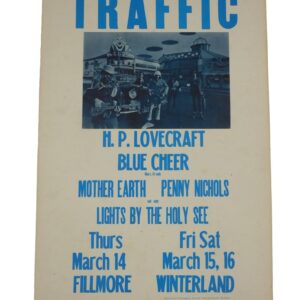 TRAFFIC
H. P. LOVECRAFT
BLUE CHEER
MOTHER EARTH PENNY NICHOLS
LIGHTS BY THE HOLY SEE
Thurs Fri Sat
March 14 March 15, 16
FILLMORE WINTERLAND